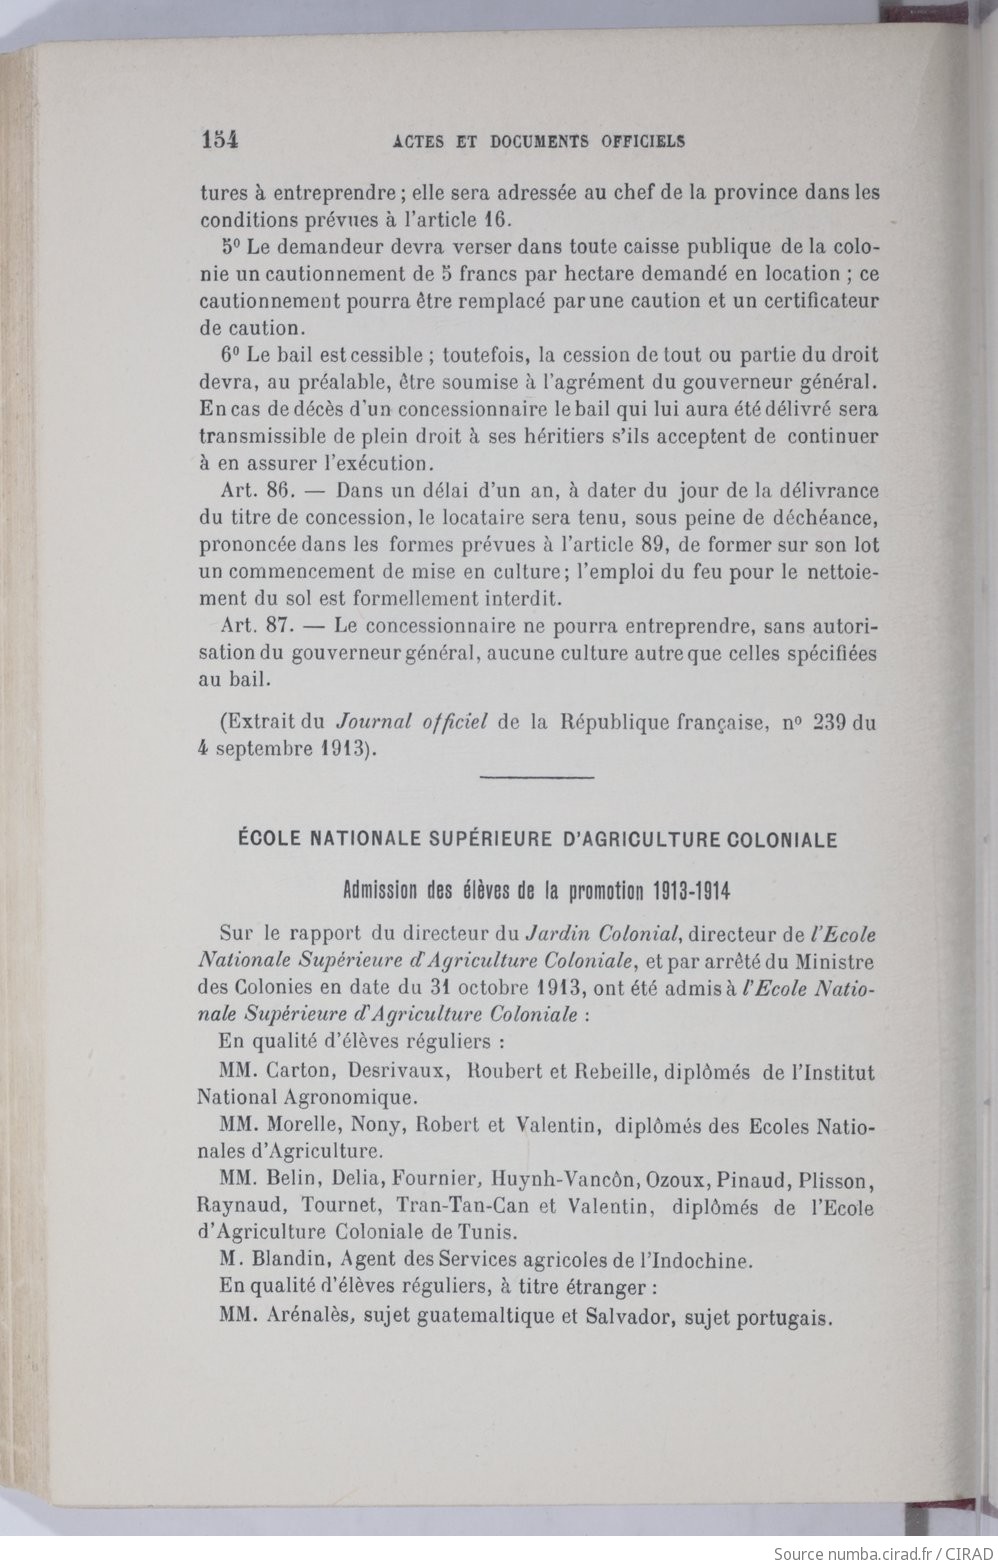 154 ACTES ET DOCUMENTS OFFICIELS
tures à entreprendre ; elle sera adressée au chef de la province dans les
conditions prévues à l'article 16.
5° Le demandeur devra verser dans toute caisse publique de la colo-
nie un cautionnement de 5 francs par hectare demandé en location ; ce
cautionnement pourra être remplacé par une caution et un certificateur
de caution.
6° Le bail est cessible ; toutefois, la cession de tout ou partie du droit
devra, au préalable, être soumise à l'agrément du gouverneur général.
En cas de décès d'un concessionnaire le bail qui lui aura été délivré sera
transmissible de plein droit à ses héritiers s'ils acceptent de continuer
à en assurer l'exécution.
Art. 86. — Dans un délai d'un an, à dater du jour de la délivrance
du titre de concession, le locataire sera tenu, sous peine de déchéance,
prononcée dans les formes prévues à l'article 89, de former sur son lot
un commencement de mise en culture; l'emploi du feu pour le nettoie-
ment du sol est formellement interdit.
Art. 87. — Le concessionnaire ne pourra entreprendre, sans autori-
sation du gouverneur général, aucune culture autre que celles spécifiées
au bail.
(Extrait du Journal officiel de la République française, n° 239 du
4 septembre 1913).
ÉCOLE NATIONALE SUPÉRIEURE D'AGRICULTURE COLONIALE
Admission des élèves de la promotion 1913-1914
Sur le rapport du directeur du Jardin Colonial, directeur de l'Ecole
Nationale Supérieure d'Agriculture Coloniale, et par arrêté du Ministre
des Colonies en date du 31 octobre 1913, ont été admis à l'Ecole Natio-
nale Supérieure d'Agriculture Coloniale :
En qualité d'élèves réguliers :
MM. Carton, Desrivaux, Roubert et Rebeille, diplômés de l'Institut
National Agronomique.
MM. Morelle, Nony, Robert et Valentin, diplômés des Ecoles Natio-
nales d'Agriculture.
MM. Belin, Delia, Fournier, Huynh-Vancôn, Ozoux, Pinaud, Plisson,
Raynaud, Tournet, Tran-Tan-Can et Valentin, diplômés de l'Ecole
d'Agriculture Coloniale de Tunis.
M. Blandin, Agent des Services agricoles de l'Indochine.
En qualité d'élèves réguliers, à titre étranger :
MM. Arénalès, sujet guatemaltique et Salvador, sujet portugais.
Source numba.cirad.fr / CIRAD